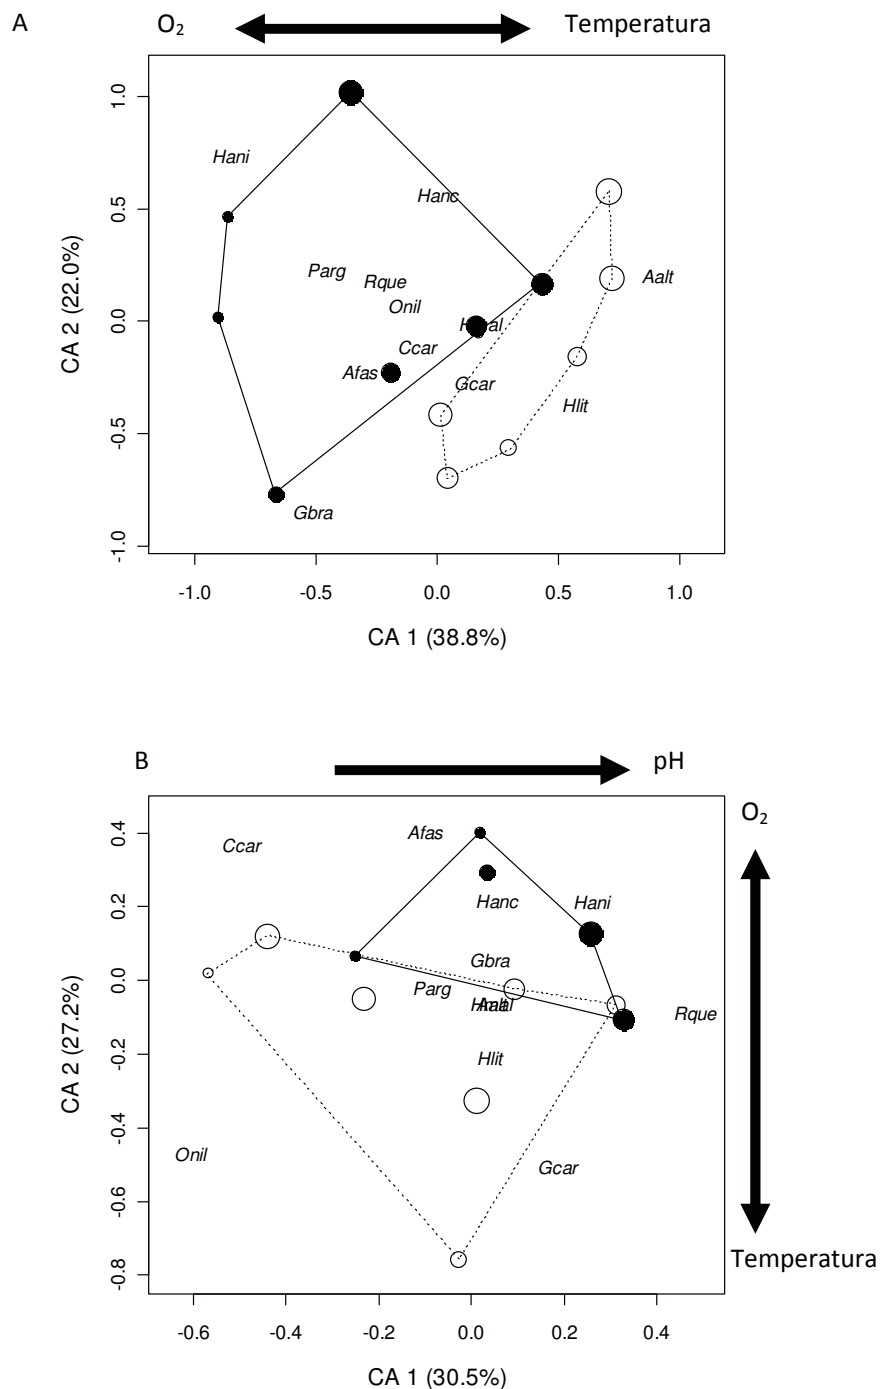 A
O₂
Temperatura
1.0
0.5
0.0
-0.5
-1.0
CA 2 (22.0%)
Hani
Hanc
Parg
Rque
Aalt
Onil
Ccar
Afas
Gcar
Hlit
Gbra
-1.0 -0.5 0.0 0.5 1.0
CA 1 (38.8%)
B
pH
O₂
0.4
0.2
0.0
-0.2
-0.4
-0.6
-0.8
CA 2 (27.2%)
Afas
Ccar
Hanc
Hani
Gbra
Parg
Rque
Hlit
Onil
Gcar
Temperatura
-0.6 -0.4 -0.2 0.0 0.2 0.4
CA 1 (30.5%)